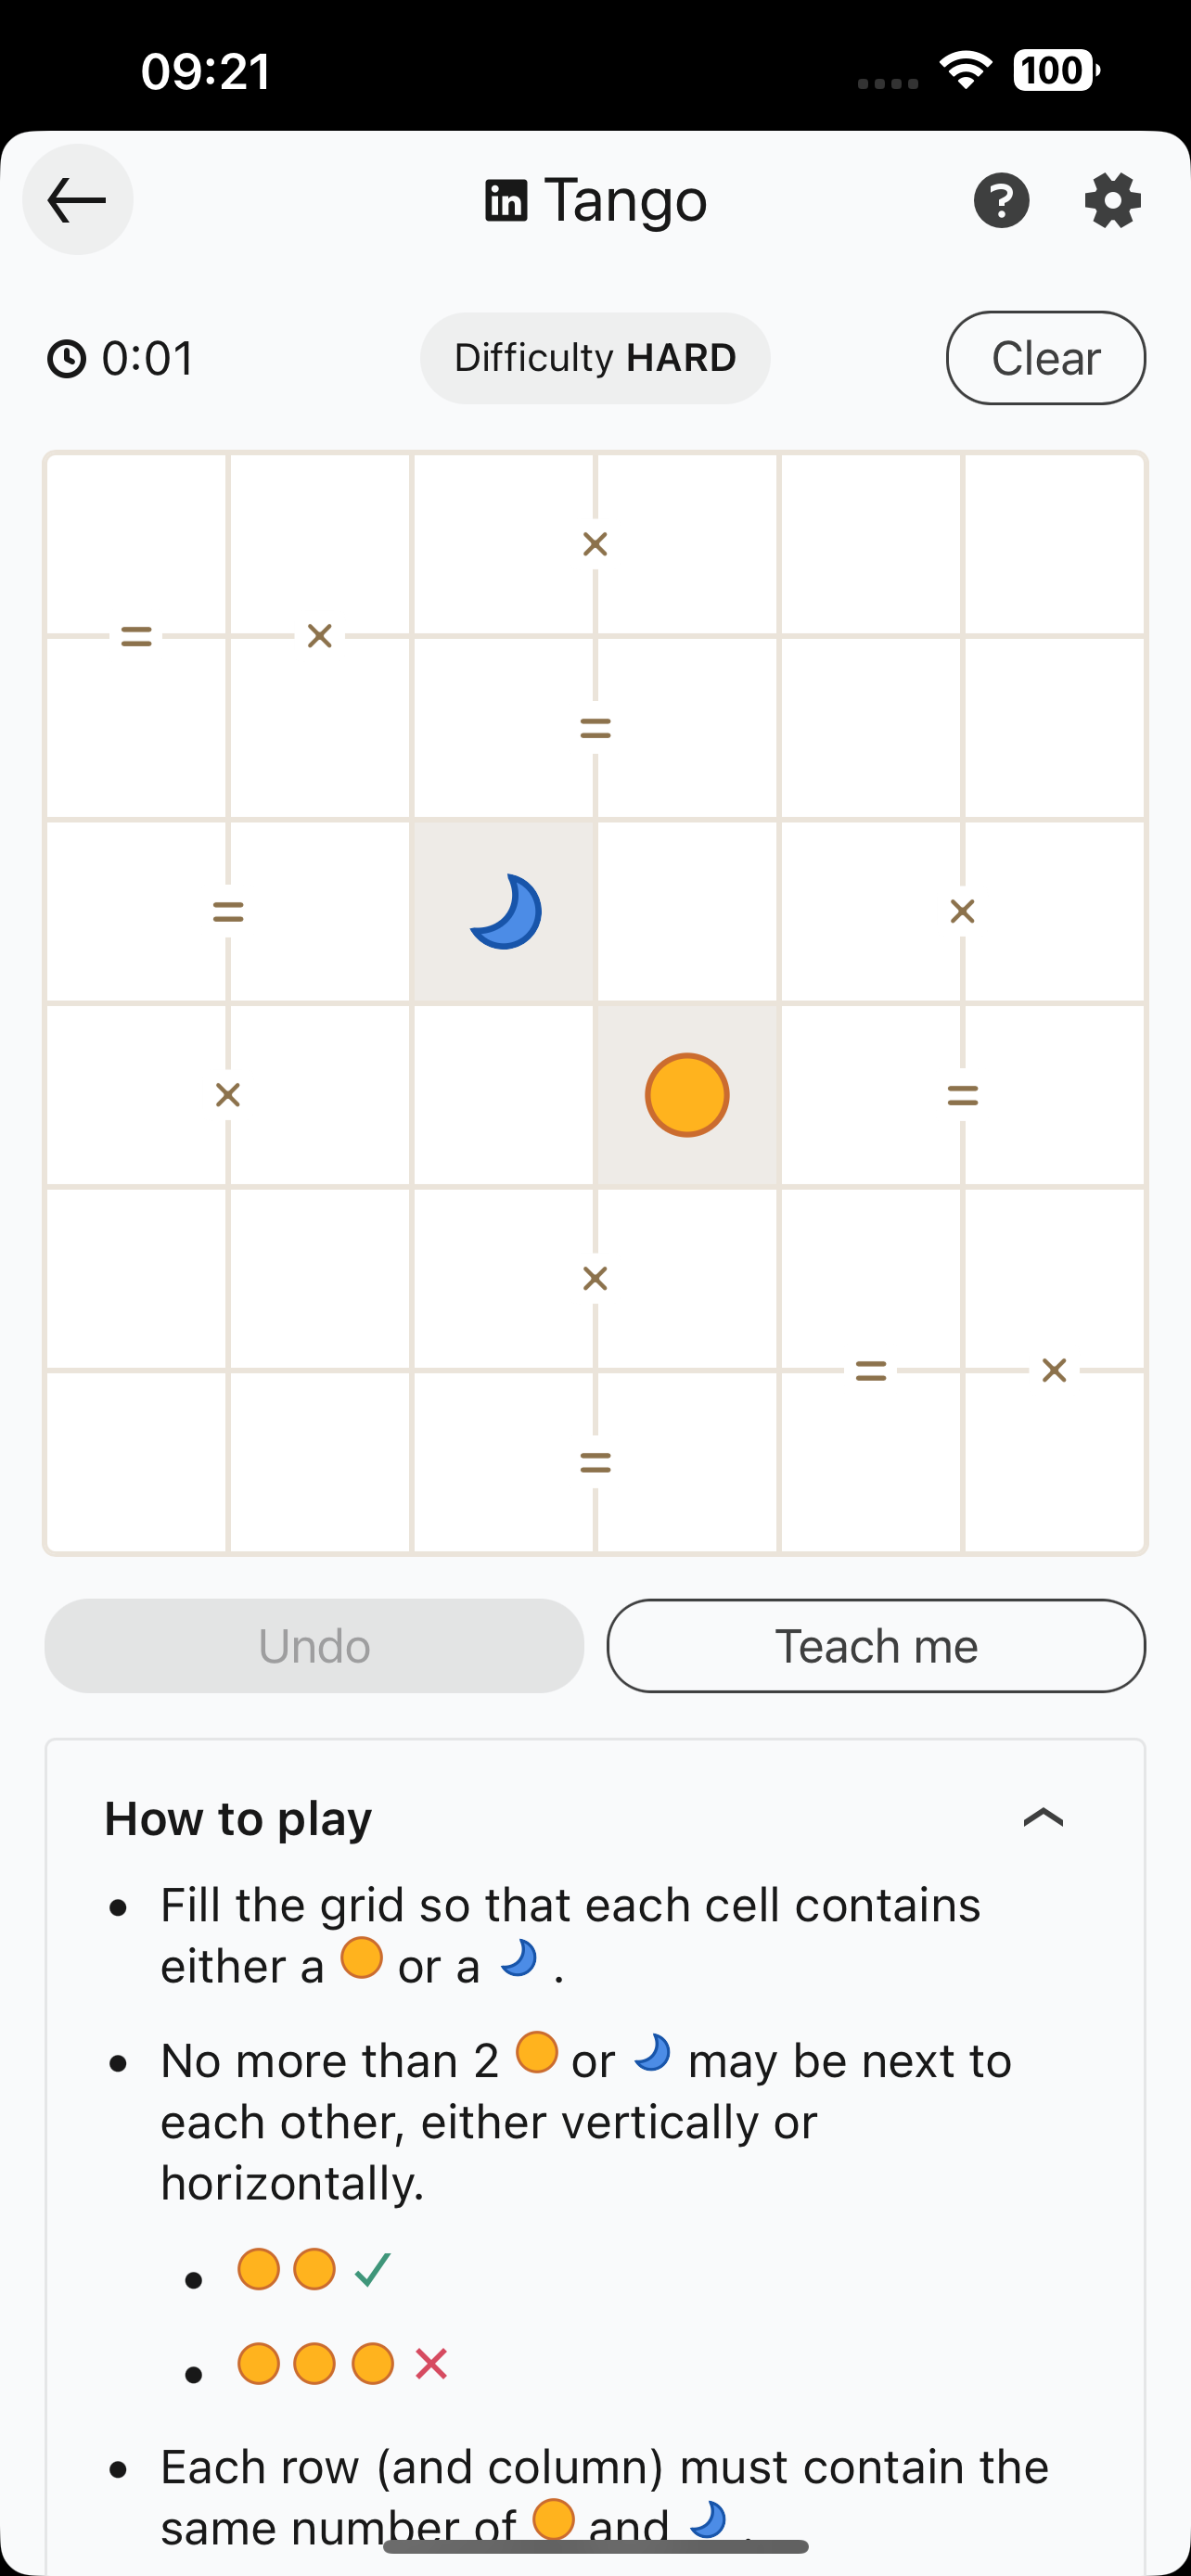 09:21
100
in Tango
?
0:01
Difficulty HARD
Clear
×
= ×
=
= ×
× =
×
= ×
=
Undo
Teach me
How to play
• Fill the grid so that each cell contains
either a or a .
• No more than 2 or may be next to
each other, either vertically or
horizontally.
• Each row (and column) must contain the
same number of and .